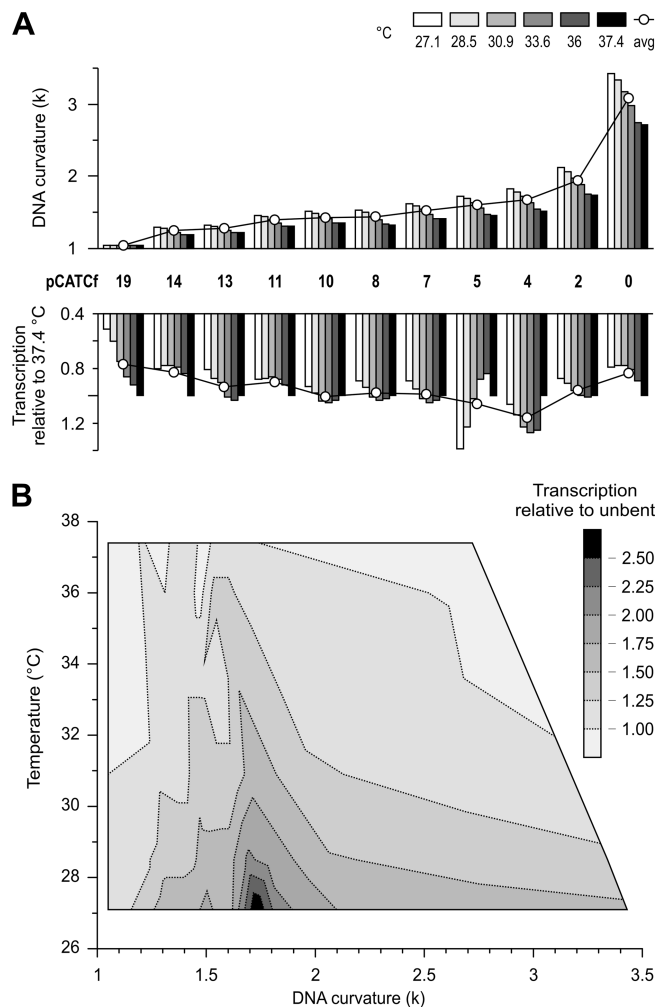 A
°C
27.1 28.5 30.9 33.6 36 37.4 avg
DNA curvature (k)
3
2
1
pCATCf 19 14 13 11 10 8 7 5 4 2 0
Transcription
relative to 37.4 °C
0.4
0.8
1.2
B
Transcription
relative to unbent
2.50
2.25
2.00
1.75
1.50
1.25
1.00
Temperature (°C)
38
36
34
32
30
28
26
1 1.5 2 2.5 3 3.5
DNA curvature (k)